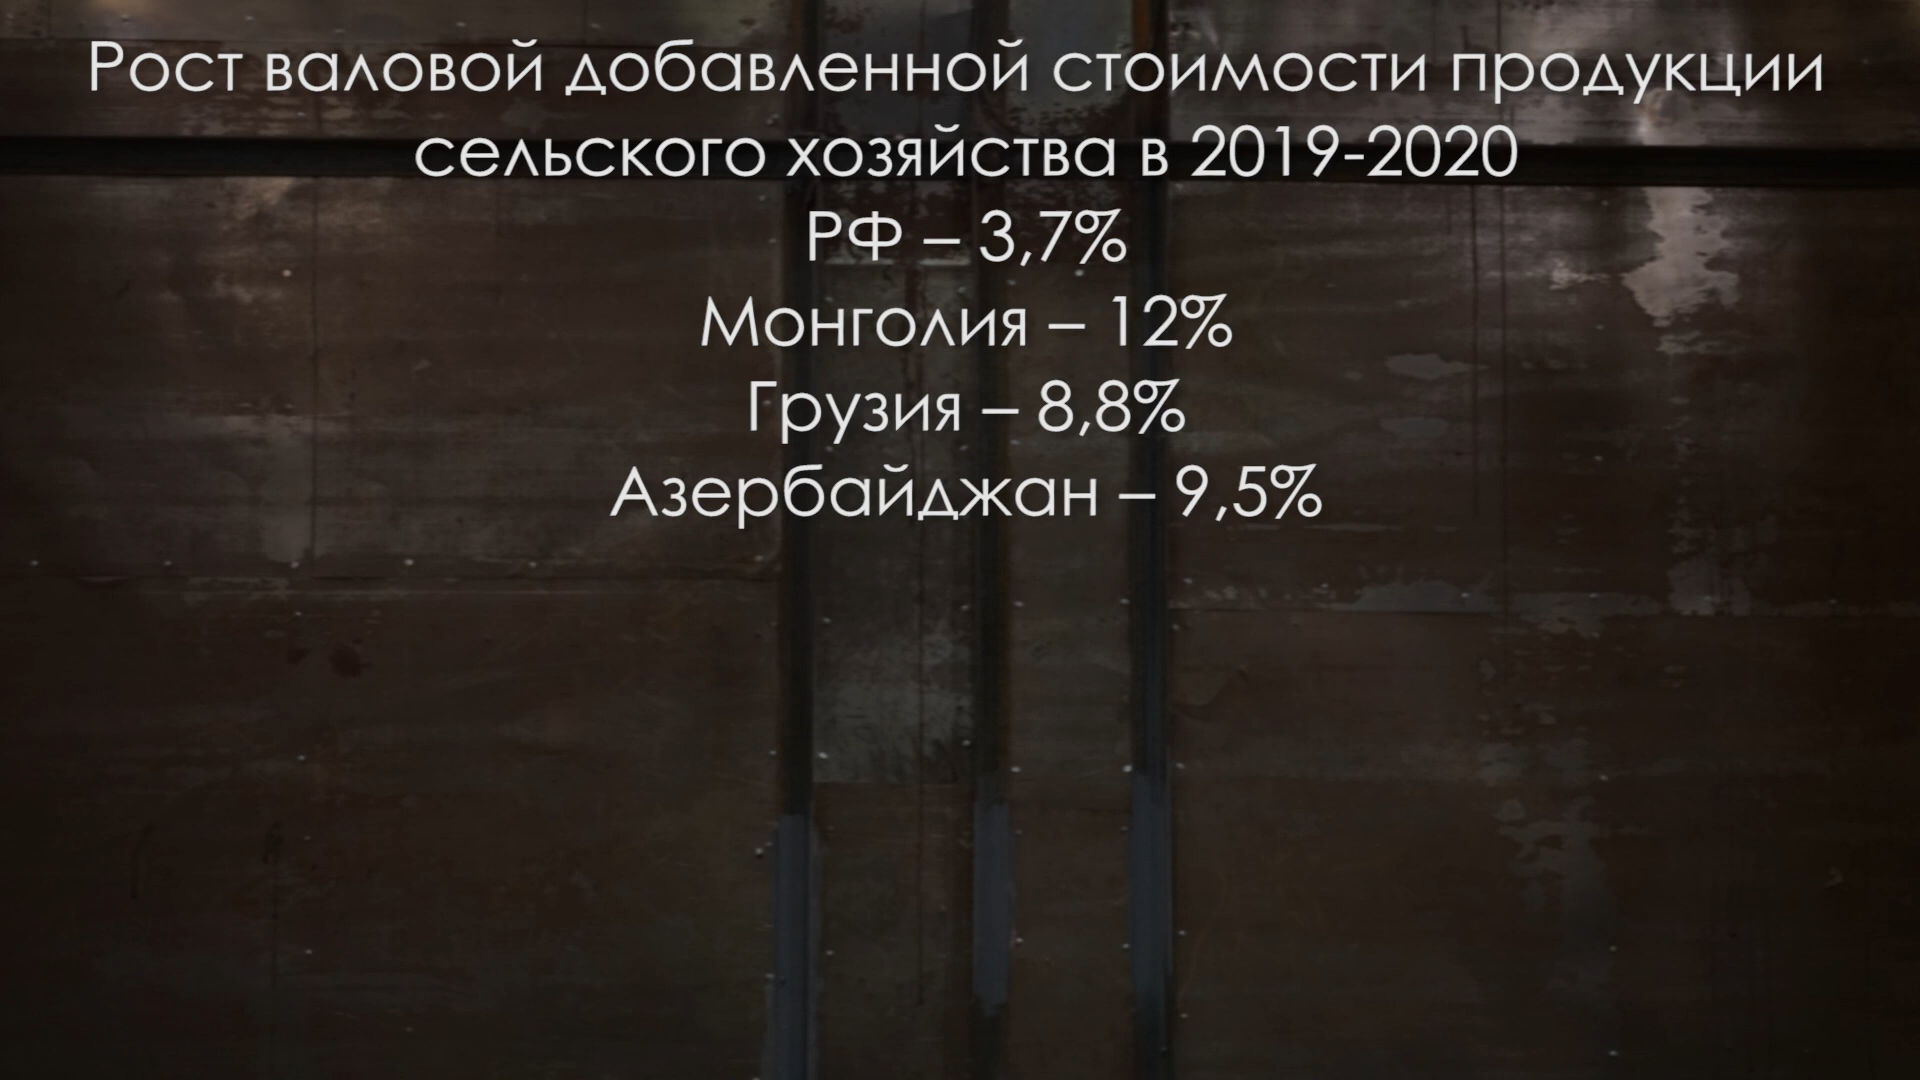 Рост валовой добавленной стоимости продукции
сельского хозяйства в 2019-2020
РФ – 3,7%
Монголия – 12%
Грузия – 8,8%
Азербайджан – 9,5%